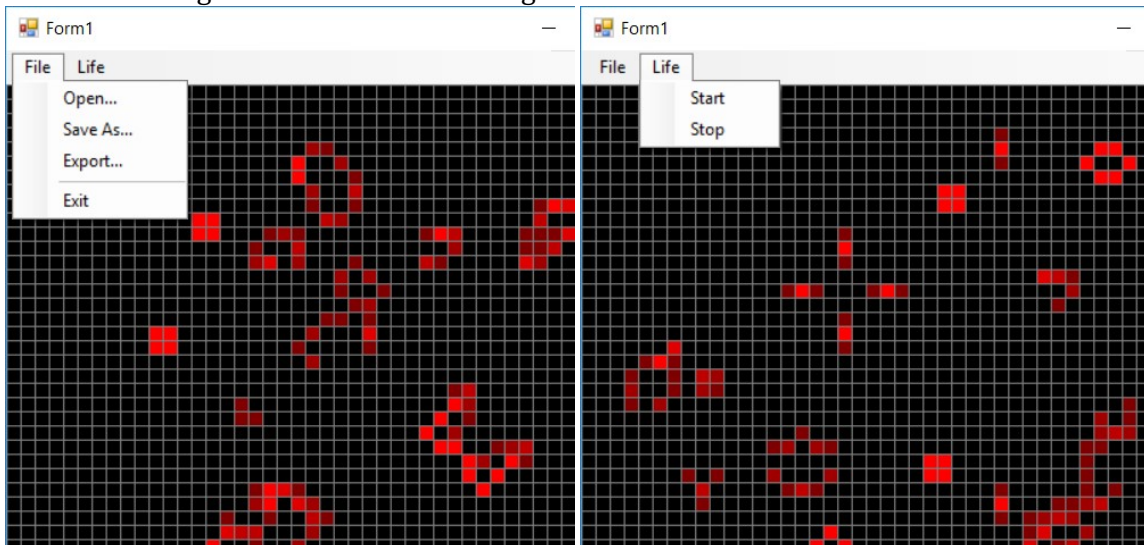 Form1
File Life
Open...
Save As...
Export...
Exit
Form1
File Life
Start
Stop